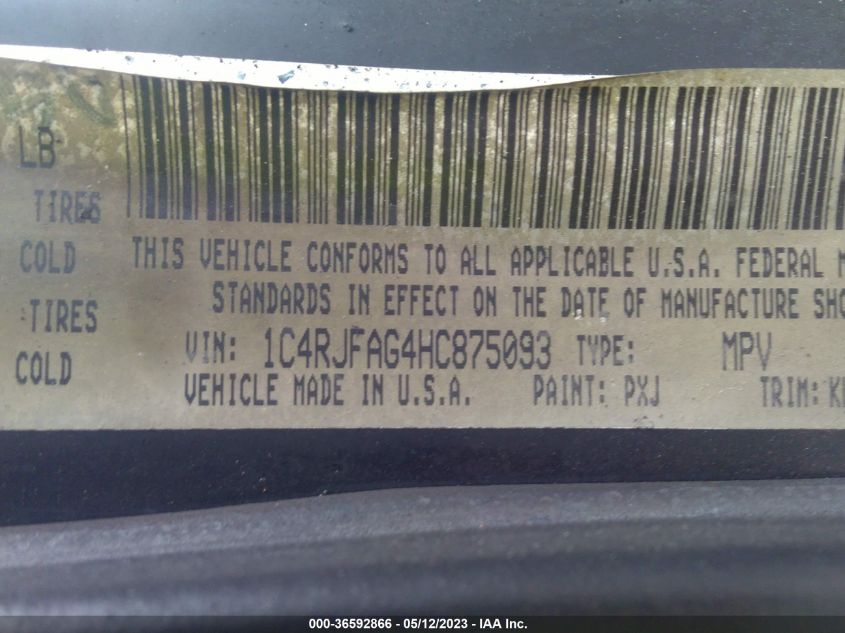 LB
TIRES
COLD
TIRES
COLD
THIS VEHICLE CONFORMS TO ALL APPLICABLE U.S.A. FEDERAL M
STANDARDS IN EFFECT ON THE DATE OF MANUFACTURE SHO
VIN: 1C4RJFAG4HC875093 TYPE: MPV
VEHICLE MADE IN U.S.A. PAINT: PXJ TRIM:
000-36592866 - 05/12/2023 - IAA Inc.